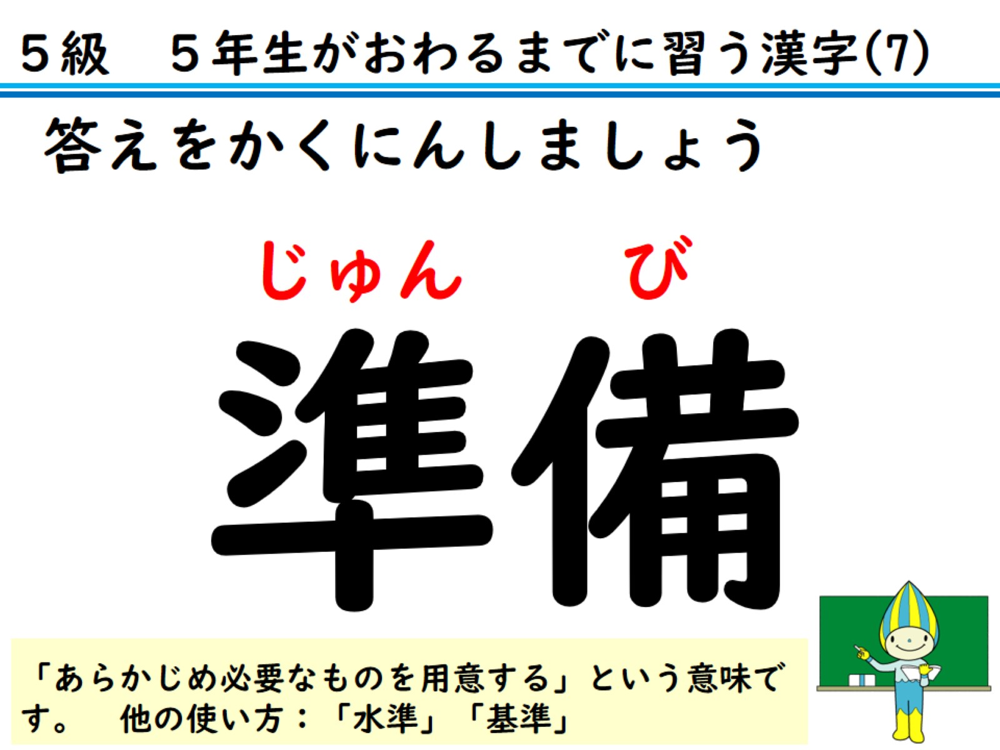 ５級　５年生がおわるまでに習う漢字(7)
答えをかくにんしましょう
じゅん　び
準備
「あらかじめ必要なものを用意する」という意味で
す。　他の使い方：「水準」「基準」